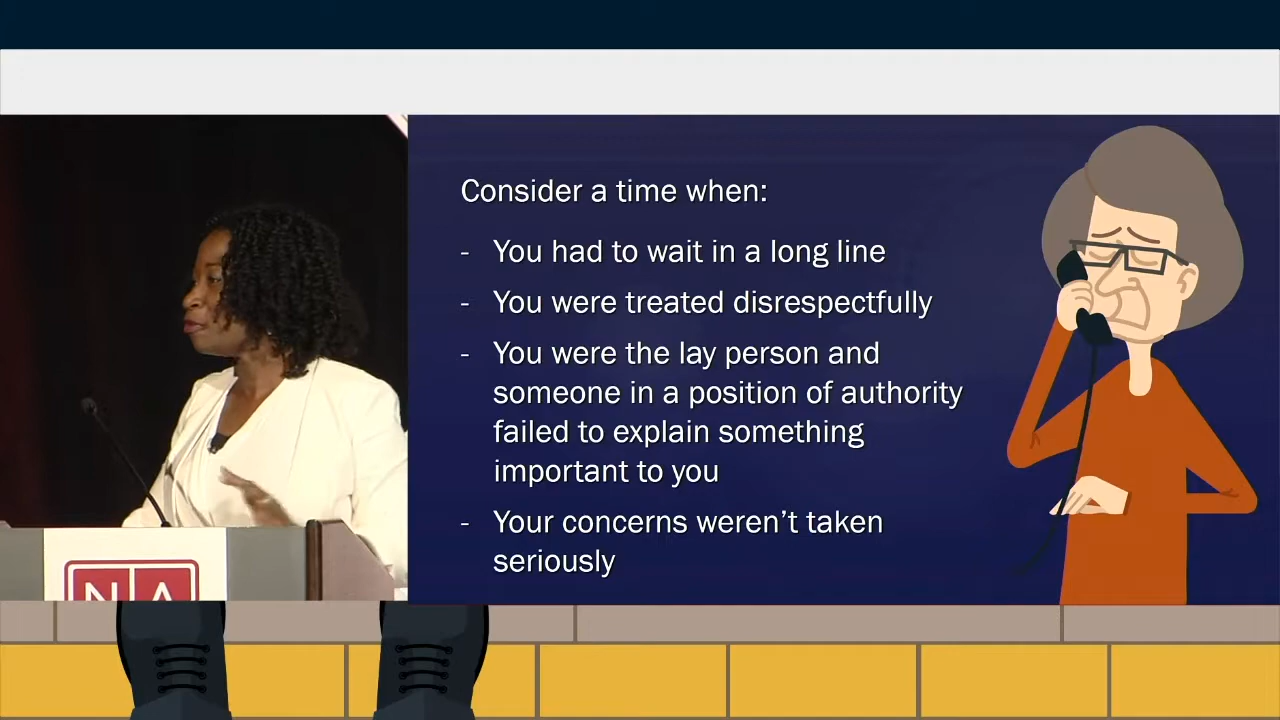 Consider a time when:
- You had to wait in a long line
- You were treated disrespectfully
- You were the lay person and
someone in a position of authority
failed to explain something
important to you
- Your concerns weren't taken
seriously
N A